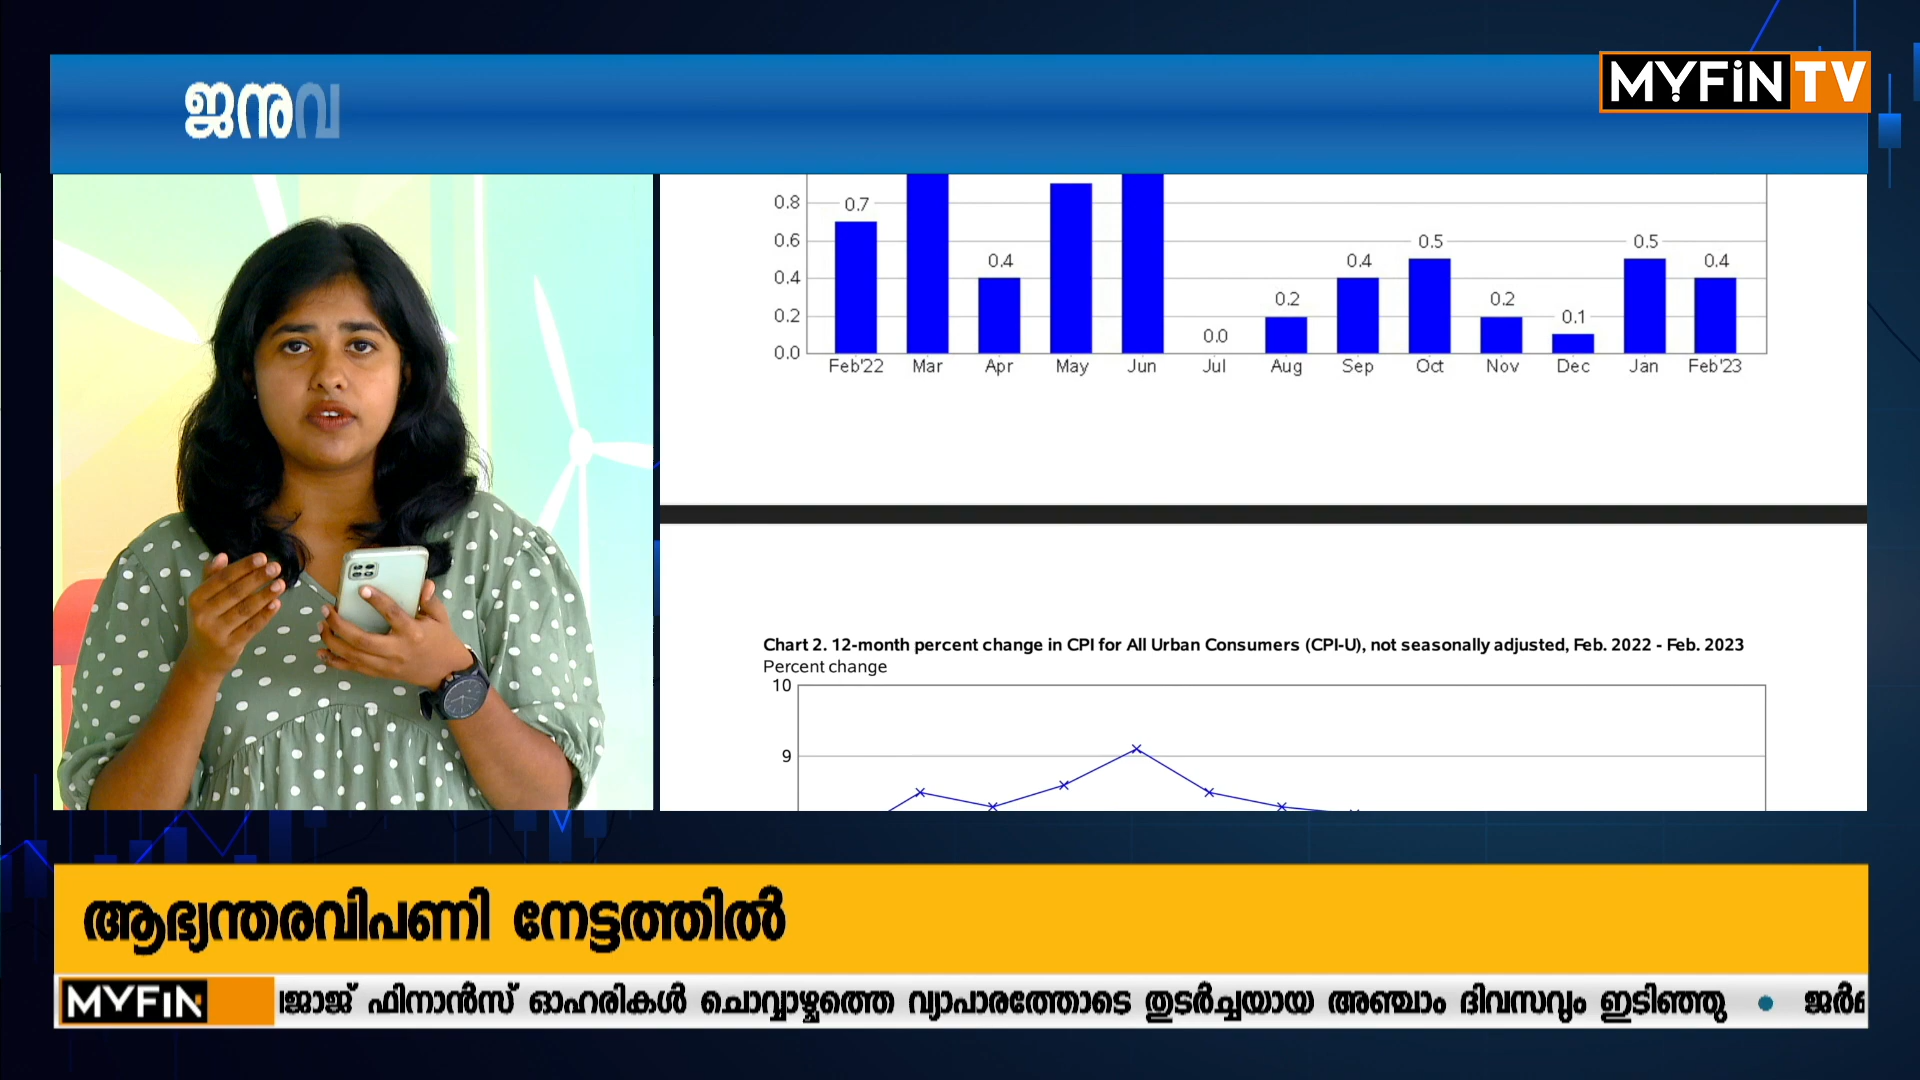 MYFiN TV
ജനുവ
0.8
0.6
0.4
0.2
0.0
0.7 0.4 0.0 0.2 0.4 0.5 0.2 0.1 0.5 0.4
Feb'22 Mar Apr May Jun Jul Aug Sep Oct Nov Dec Jan Feb'23
Chart 2. 12-month percent change in CPI for All Urban Consumers (CPI-U), not seasonally adjusted, Feb. 2022 - Feb. 2023
Percent change
10
9
ആഭ്യന്തരവിപണി നേട്ടത്തിൽ
MYFiN ഫിനാൻസ് ഓഹരികൾ ചൊവ്വാഴ്ചത്തെ വ്യാപാരത്തോടെ തുടർച്ചയായ അഞ്ചാം ദിവസവും ഇടിഞ്ഞു •